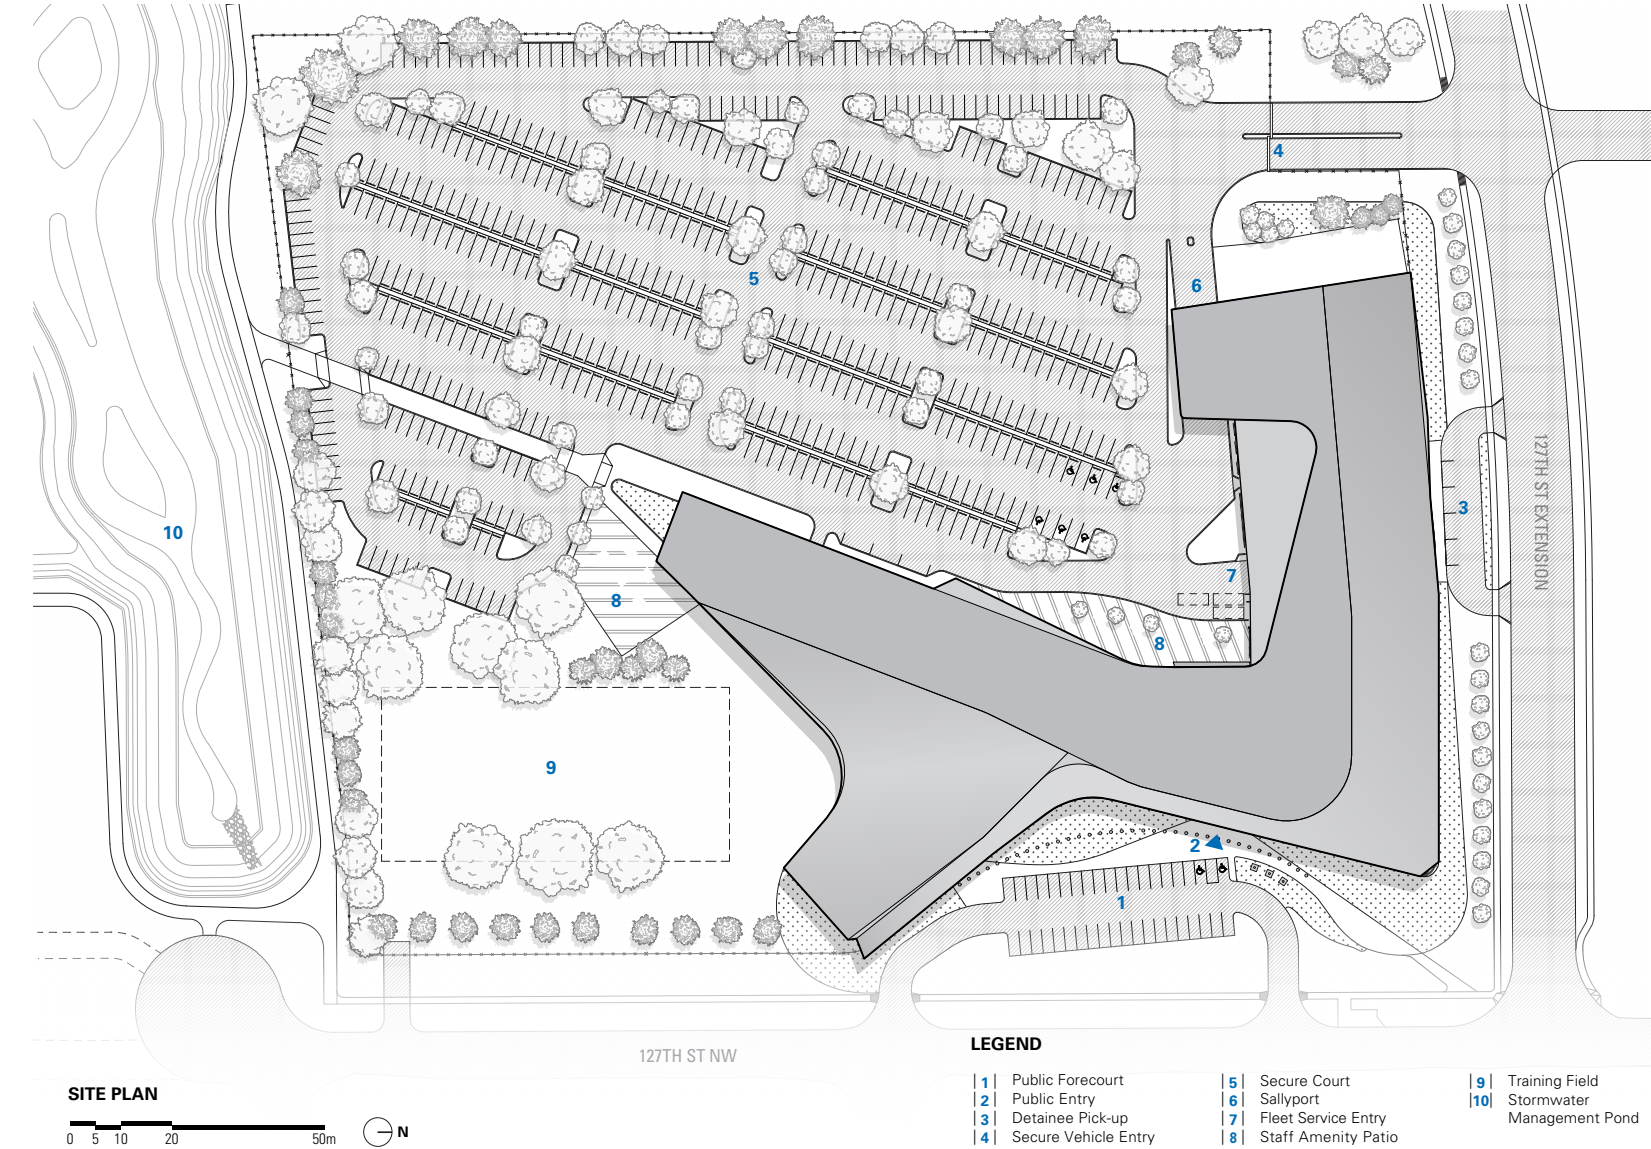 4
5
6
127TH ST EXTENSION
3
10
7
8
8
9
2
1
127TH ST NW
SITE PLAN
0 5 10 20 50m
N
LEGEND
1 Public Forecourt
2 Public Entry
3 Detainee Pick-up
4 Secure Vehicle Entry
5 Secure Court
6 Sallyport
7 Fleet Service Entry
8 Staff Amenity Patio
9 Training Field
10 Stormwater
Management Pond